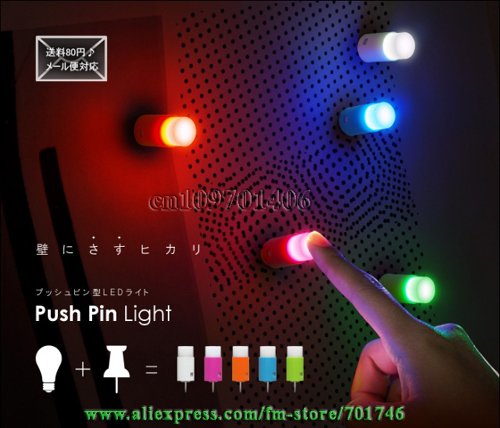 送料80円♪
メール便対応
cn109701406
壁にさすヒカリ
プッシュピン型LEDライト
Push Pin Light
+ =
www.aliexpress.com/fm-store/701746